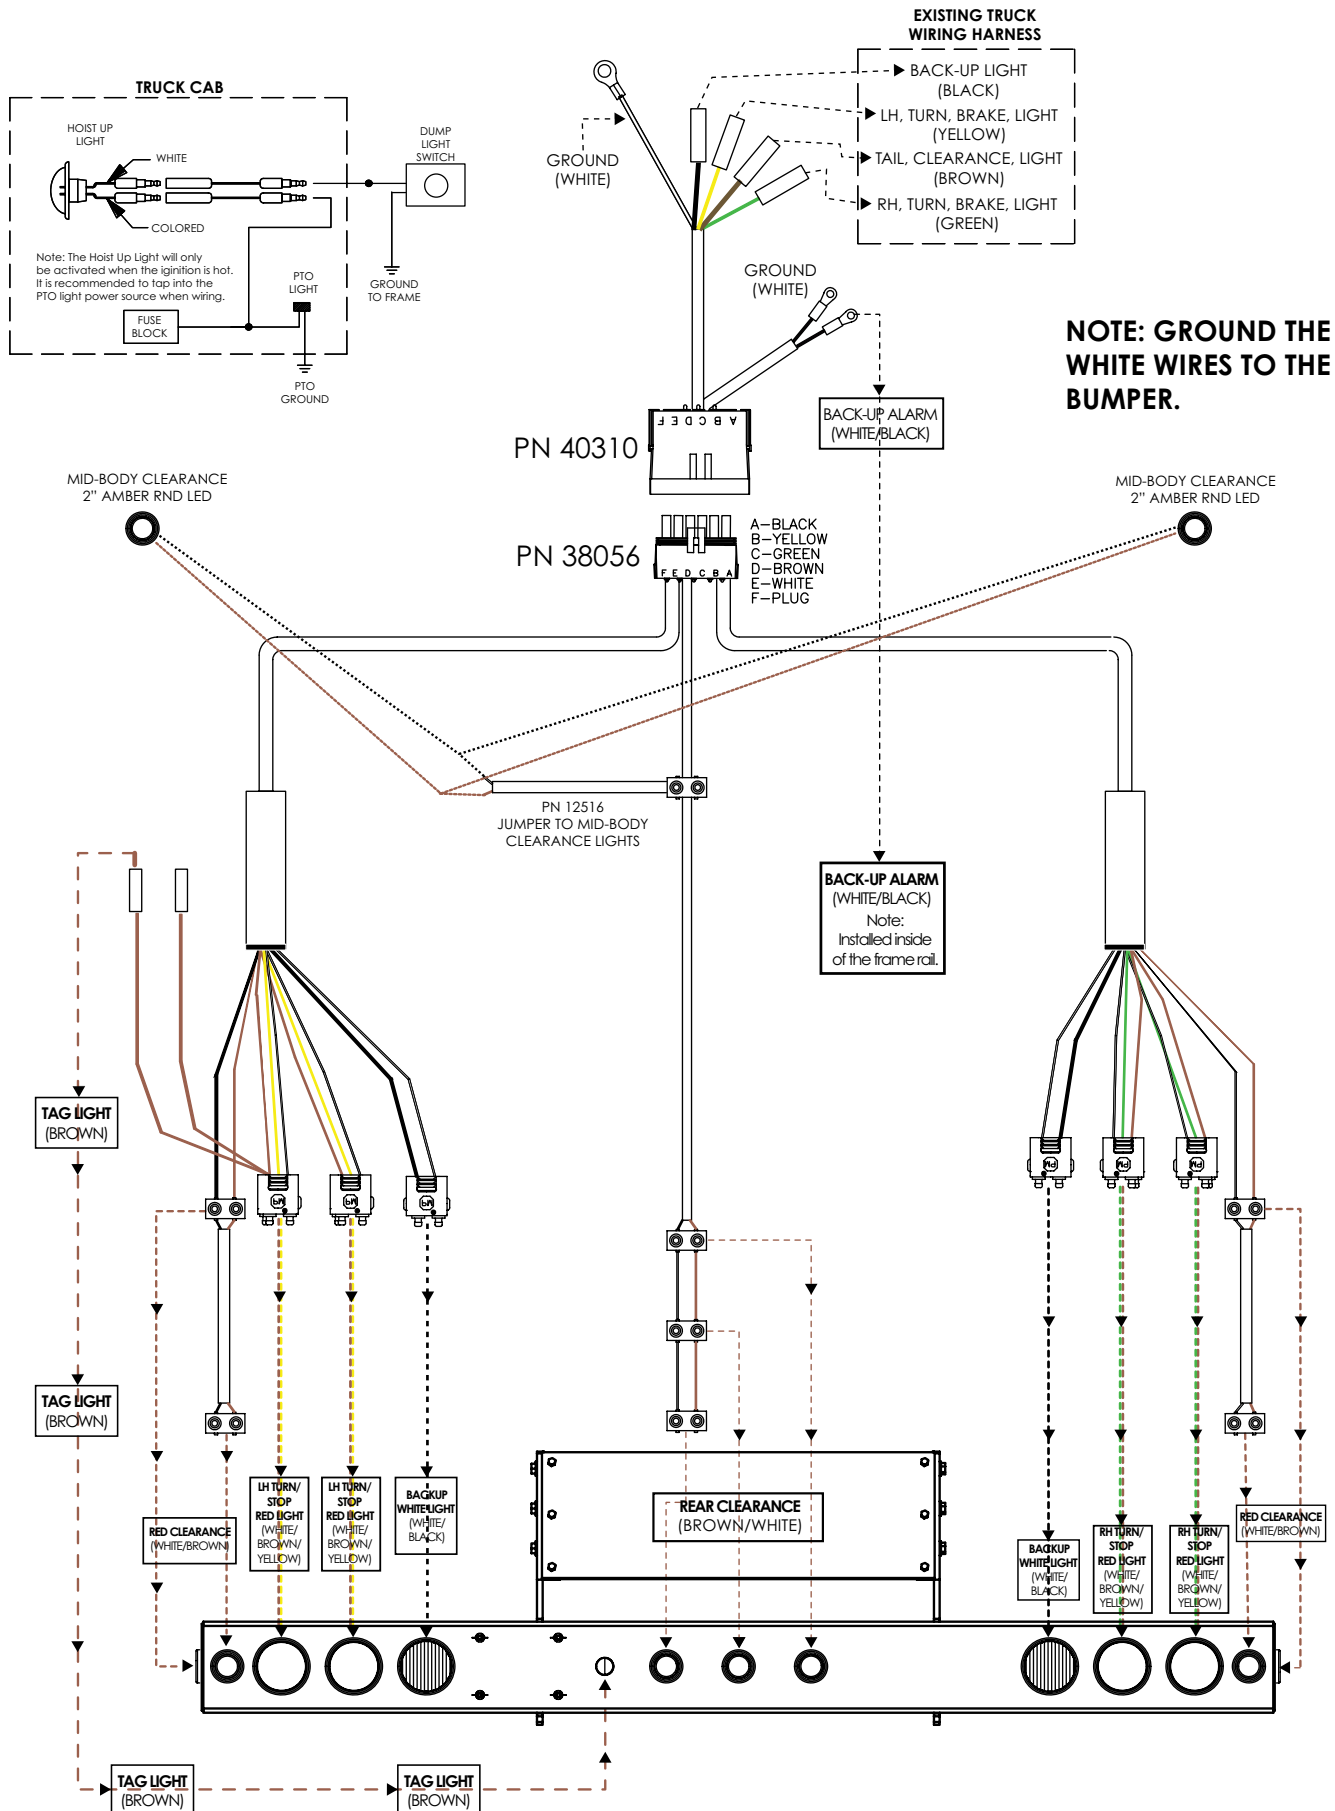 EXISTING TRUCK
WIRING HARNESS
BACK-UP LIGHT
(BLACK)
LH, TURN, BRAKE, LIGHT
(YELLOW)
TAIL, CLEARANCE, LIGHT
(BROWN)
RH, TURN, BRAKE, LIGHT
(GREEN)
GROUND
(WHITE)
TRUCK CAB
HOIST UP
LIGHT
WHITE
COLORED
DUMP
LIGHT
SWITCH
Note: The Hoist Up Light will only
be activated when the iginition is hot.
It is recommended to tap into the
PTO light power source when wiring.
PTO
LIGHT
FUSE
BLOCK
GROUND
TO FRAME
PTO
GROUND
GROUND
(WHITE)
NOTE: GROUND THE
WHITE WIRES TO THE
BUMPER.
BACK-UP ALARM
(WHITE/BLACK)
F E D C B A
PN 40310
MID-BODY CLEARANCE
2" AMBER RND LED
MID-BODY CLEARANCE
2" AMBER RND LED
PN 38056
F E D C B A
A-BLACK
B-YELLOW
C-GREEN
D-BROWN
E-WHITE
F-PLUG
PN 12516
JUMPER TO MID-BODY
CLEARANCE LIGHTS
BACK-UP ALARM
(WHITE/BLACK)
Note:
Installed inside
of the frame rail.
TAG LIGHT
(BROWN)
PM
PM
PM
PM
PM
PM
TAG LIGHT
(BROWN)
RED CLEARANCE
(WHITE/BROWN)
LH TURN/
STOP
RED LIGHT
(WHITE/
BROWN/
YELLOW)
LH TURN/
STOP
RED LIGHT
(WHITE/
BROWN/
YELLOW)
BACKUP
WHITE LIGHT
(WHITE/
BLACK)
REAR CLEARANCE
(BROWN/WHITE)
BACKUP
WHITE LIGHT
(WHITE/
BLACK)
RH TURN/
STOP
RED LIGHT
(WHITE/
BROWN/
YELLOW)
RH TURN/
STOP
RED LIGHT
(WHITE/
BROWN/
YELLOW)
RED CLEARANCE
(WHITE/BROWN)
TAG LIGHT
(BROWN)
TAG LIGHT
(BROWN)